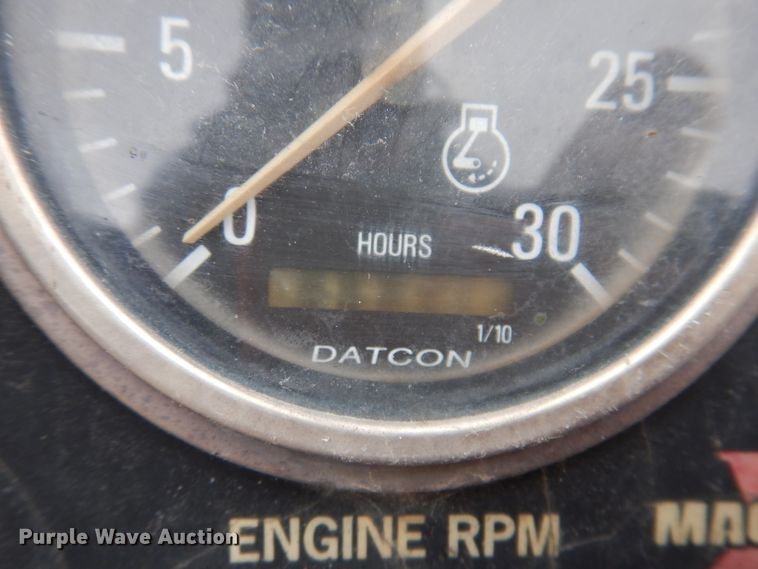 5
25
0
HOURS
30
1/10
DATCON
ENGINE RPM
Purple Wave Auction